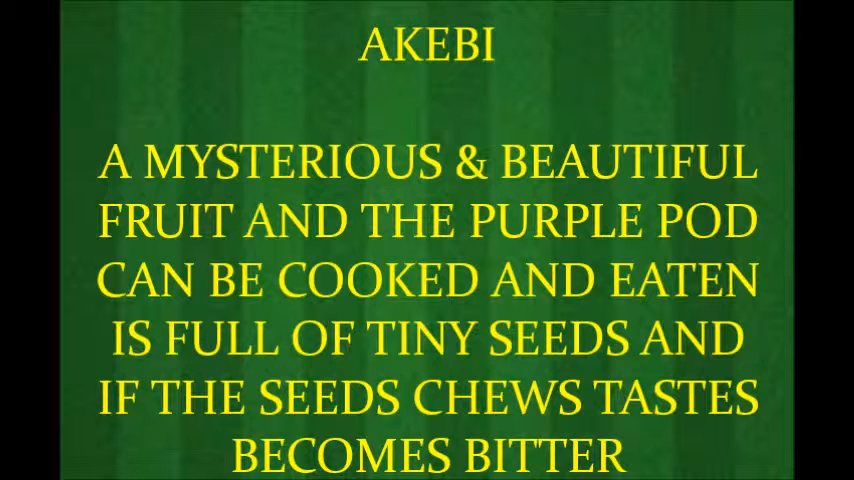 AKEBI
A MYSTERIOUS & BEAUTIFUL
FRUIT AND THE PURPLE POD
CAN BE COOKED AND EATEN
IS FULL OF TINY SEEDS AND
IF THE SEEDS CHEWS TASTES
BECOMES BITTER